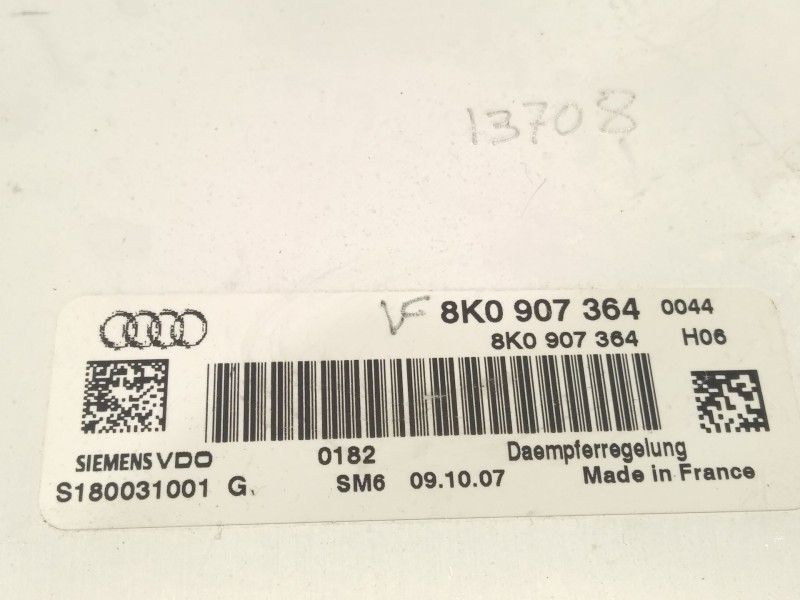 13708
VF 8K0 907 364 0044
8K0 907 364 H06
SIEMENS VDO 0182 Daempferregelung
S180031001 G. SM6 09.10.07 Made in France